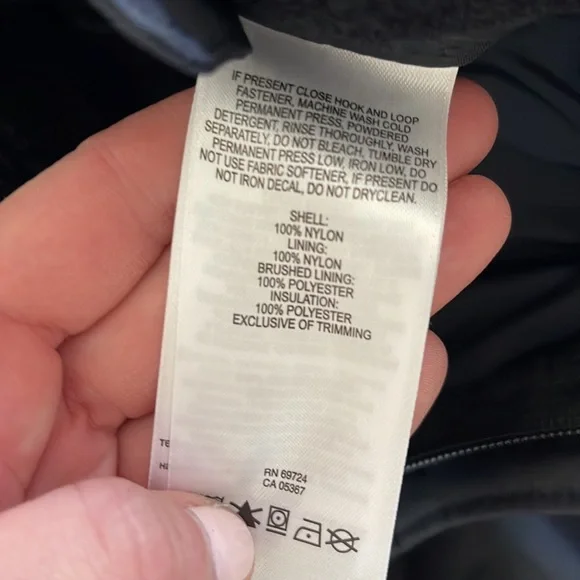 IF PRESENT CLOSE HOOK AND LOOP
FASTENER, MACHINE WASH COLD
PERMANENT PRESS, POWDERED
DETERGENT, RINSE THOROUGHLY, WASH
SEPARATELY, DO NOT BLEACH, TUMBLE DRY
PERMANENT PRESS LOW, IRON LOW, DO
NOT USE FABRIC SOFTENER, IF PRESENT DO
NOT IRON DECAL, DO NOT DRYCLEAN.
SHELL:
100% NYLON
LINING:
100% NYLON
BRUSHED LINING:
100% POLYESTER
INSULATION:
100% POLYESTER
EXCLUSIVE OF TRIMMING
RN 69724
CA 05367